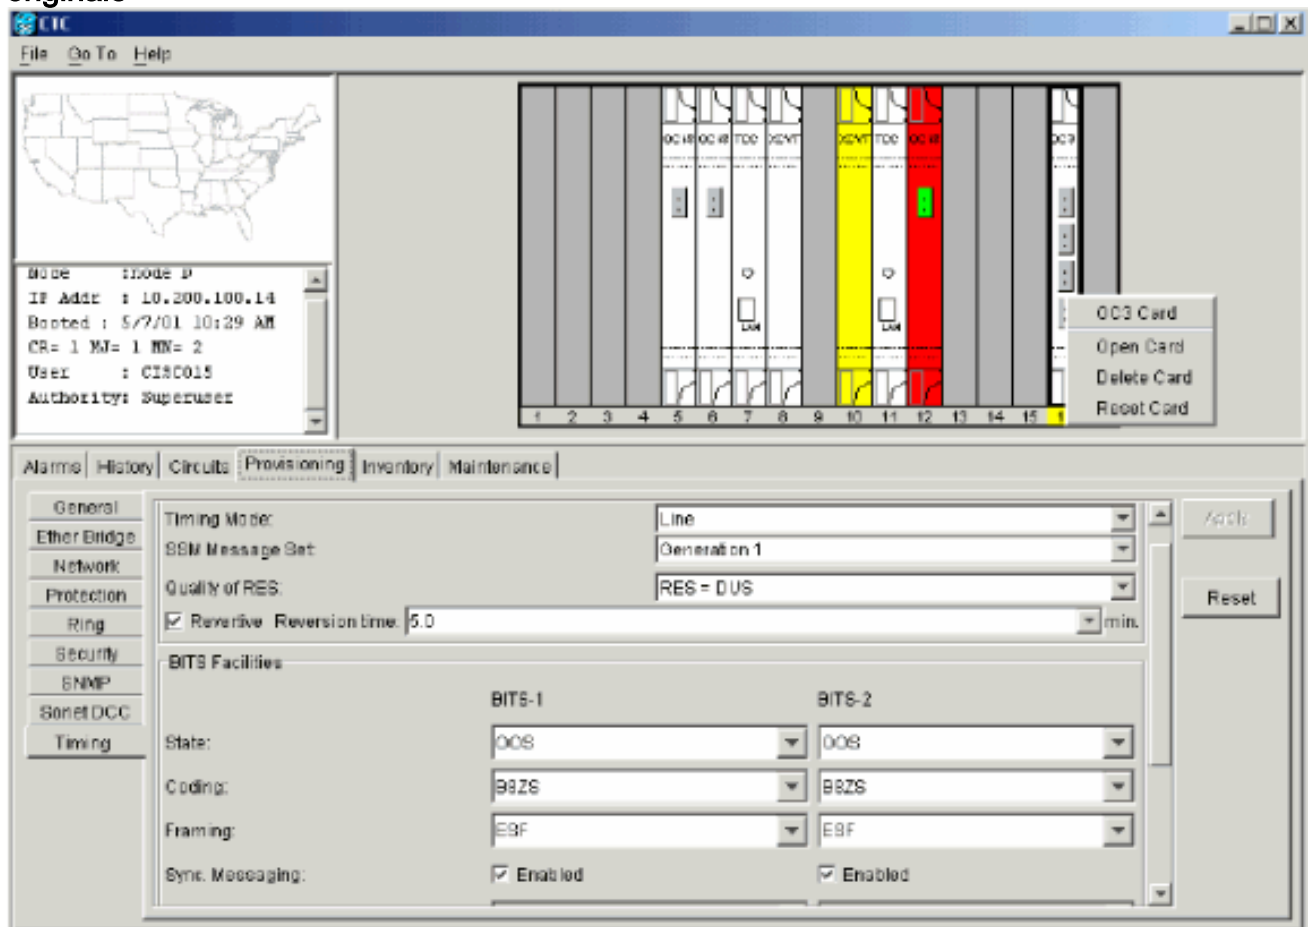 originals
CTC
File Go To Help
Node :node D
IP Addr : 10.200.100.14
Booted : 5/7/01 10:29 AM
CR= 1 MJ= 1 MN= 2
User : CISCO15
Authority: Superuser
OC48 OC48 TCC XCVT XCVT TCC OC48 OC3
LAN LAN
1 2 3 4 5 6 7 8 9 10 11 12 13 14 15
OC3 Card
Open Card
Delete Card
Reset Card
Alarms History Circuits Provisioning Inventory Maintenance
General
Ether Bridge
Network
Protection
Ring
Security
SNMP
Sonet DCC
Timing
Timing Mode: Line
SSM Message Set: Generation 1
Quality of RES: RES = DUS
Revertive Reversion time: 5.0 min.
Apply
Reset
BITS Facilities
BITS-1 BITS-2
State: OOS OOS
Coding: B8ZS B8ZS
Framing: ESF ESF
Sync. Messaging: Enabled Enabled